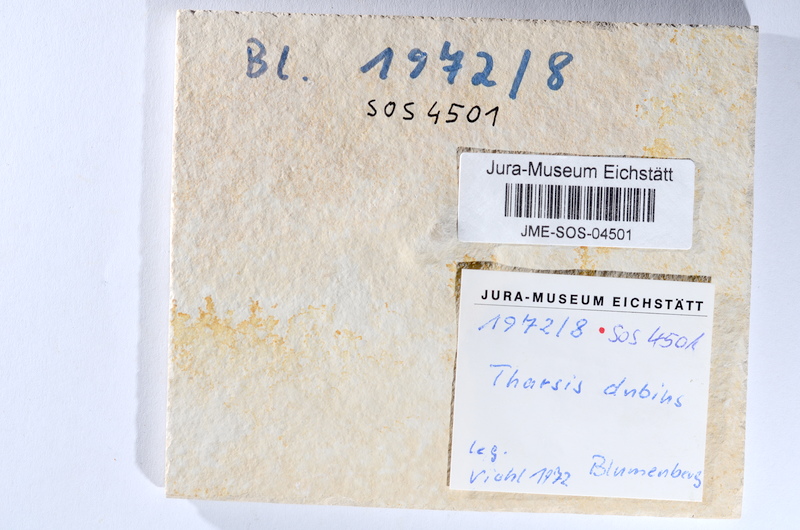 Bl. 1972/8
SOS 4501
Jura-Museum Eichstätt
JME-SOS-04501
JURA-MUSEUM EICHSTÄTT
1972/8 • SOS 4501
Tharsis dubius
leg.
Viohl 1972 Blumenberg